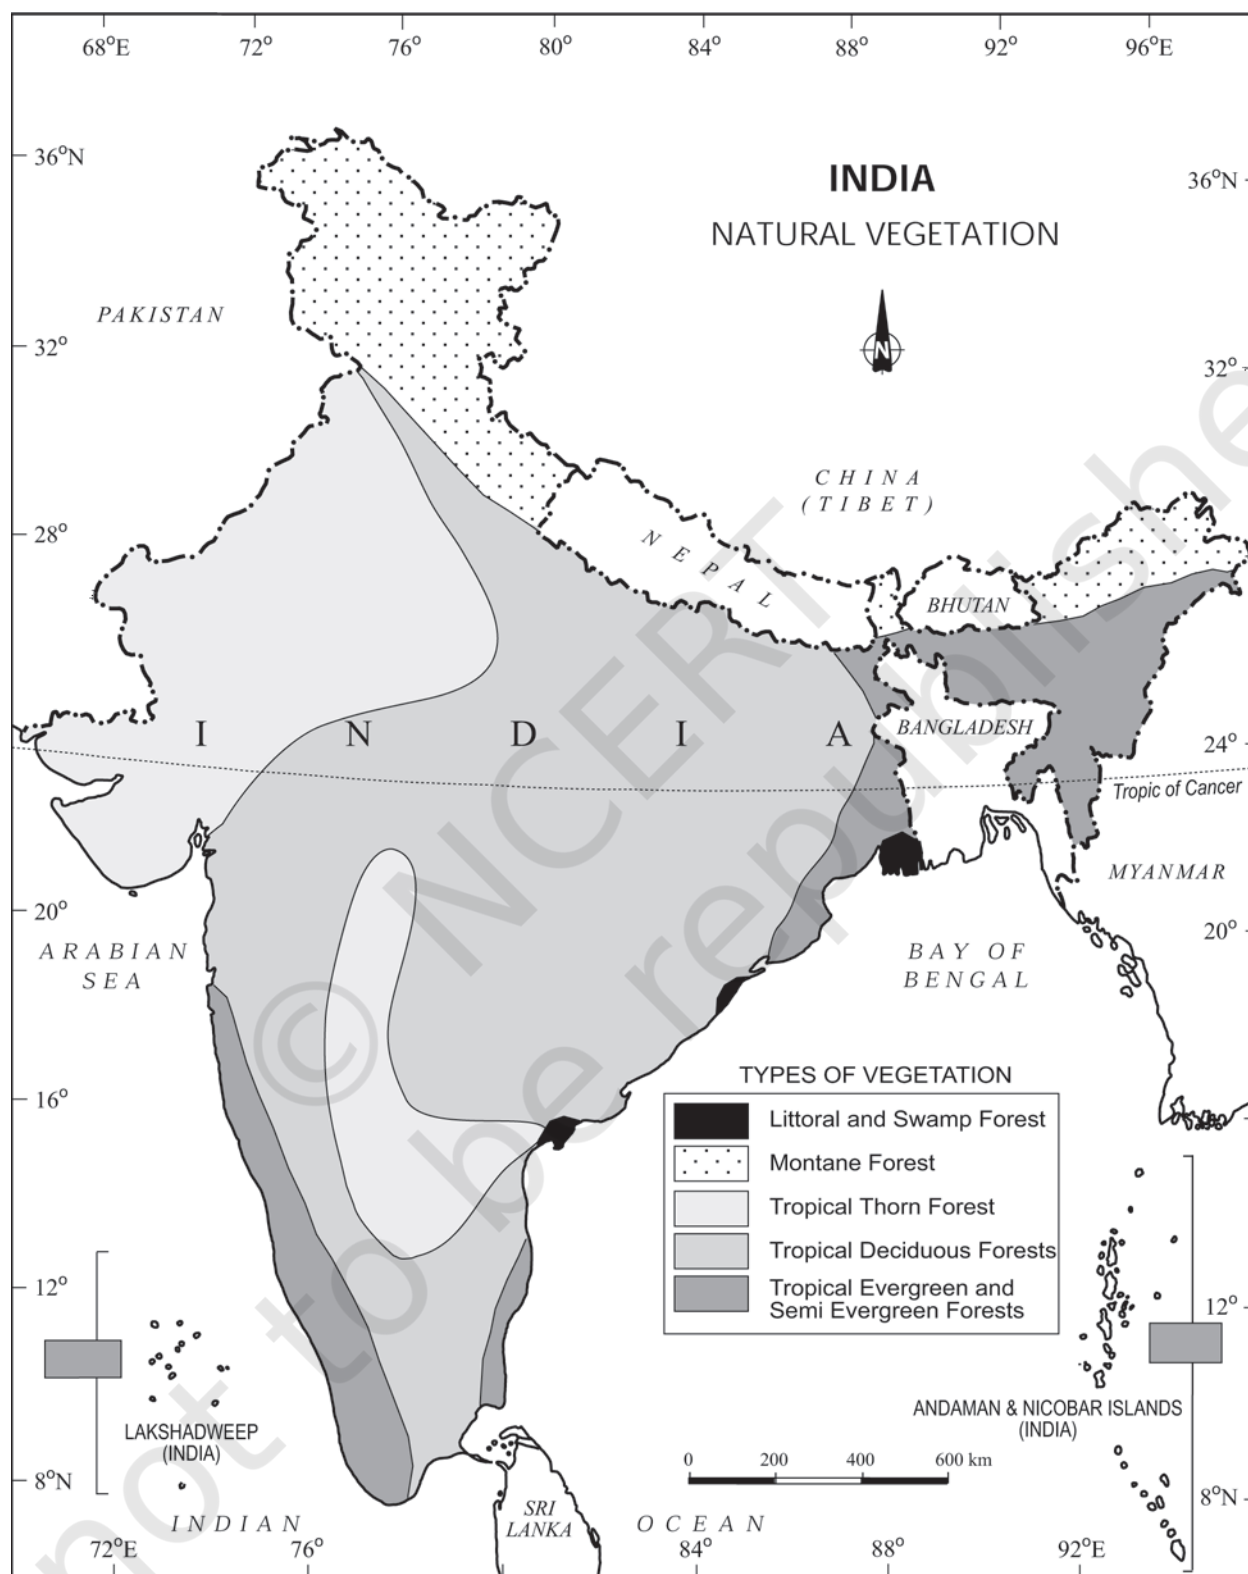 68°E 72° 76° 80° 84° 88° 92° 96°E
36°N
INDIA
36°N
NATURAL VEGETATION
PAKISTAN
N
32°
32°
CHINA
(TIBET)
28°
NEPAL
BHUTAN
INDIA
BANGLADESH
24°
Tropic of Cancer
MYANMAR
20°
20°
ARABIAN
SEA
BAY OF
BENGAL
16°
TYPES OF VEGETATION
Littoral and Swamp Forest
Montane Forest
Tropical Thorn Forest
Tropical Deciduous Forests
Tropical Evergreen and
Semi Evergreen Forests
12°
12°
LAKSHADWEEP
(INDIA)
ANDAMAN & NICOBAR ISLANDS
(INDIA)
0 200 400 600 km
8°N
8°N
SRI
LANKA
INDIAN OCEAN
72°E 76° 84° 88° 92°E
© NCERT
not to be republishe